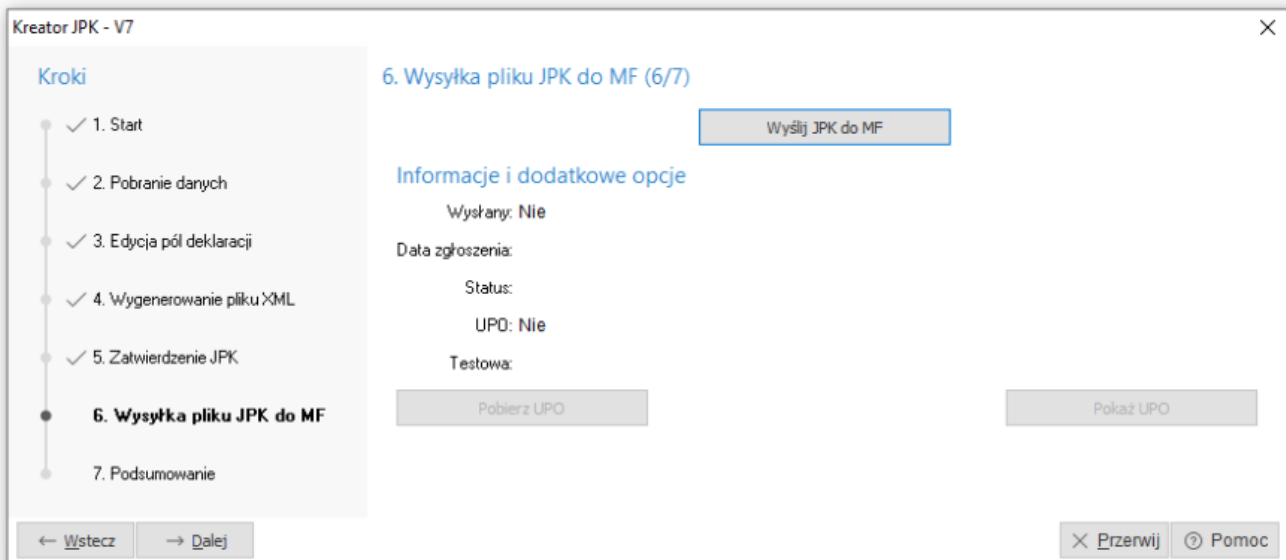 Kreator JPK - V7
Kroki
1. Start
2. Pobranie danych
3. Edycja pól deklaracji
4. Wygenerowanie pliku XML
5. Zatwierdzenie JPK
6. Wysyłka pliku JPK do MF
7. Podsumowanie
6. Wysyłka pliku JPK do MF (6/7)
Wyślij JPK do MF
Informacje i dodatkowe opcje
Wysłany: Nie
Data zgłoszenia:
Status:
UPO: Nie
Testowa:
Pobierz UPO
Pokaż UPO
← Wstecz
→ Dalej
Przerwij
Pomoc